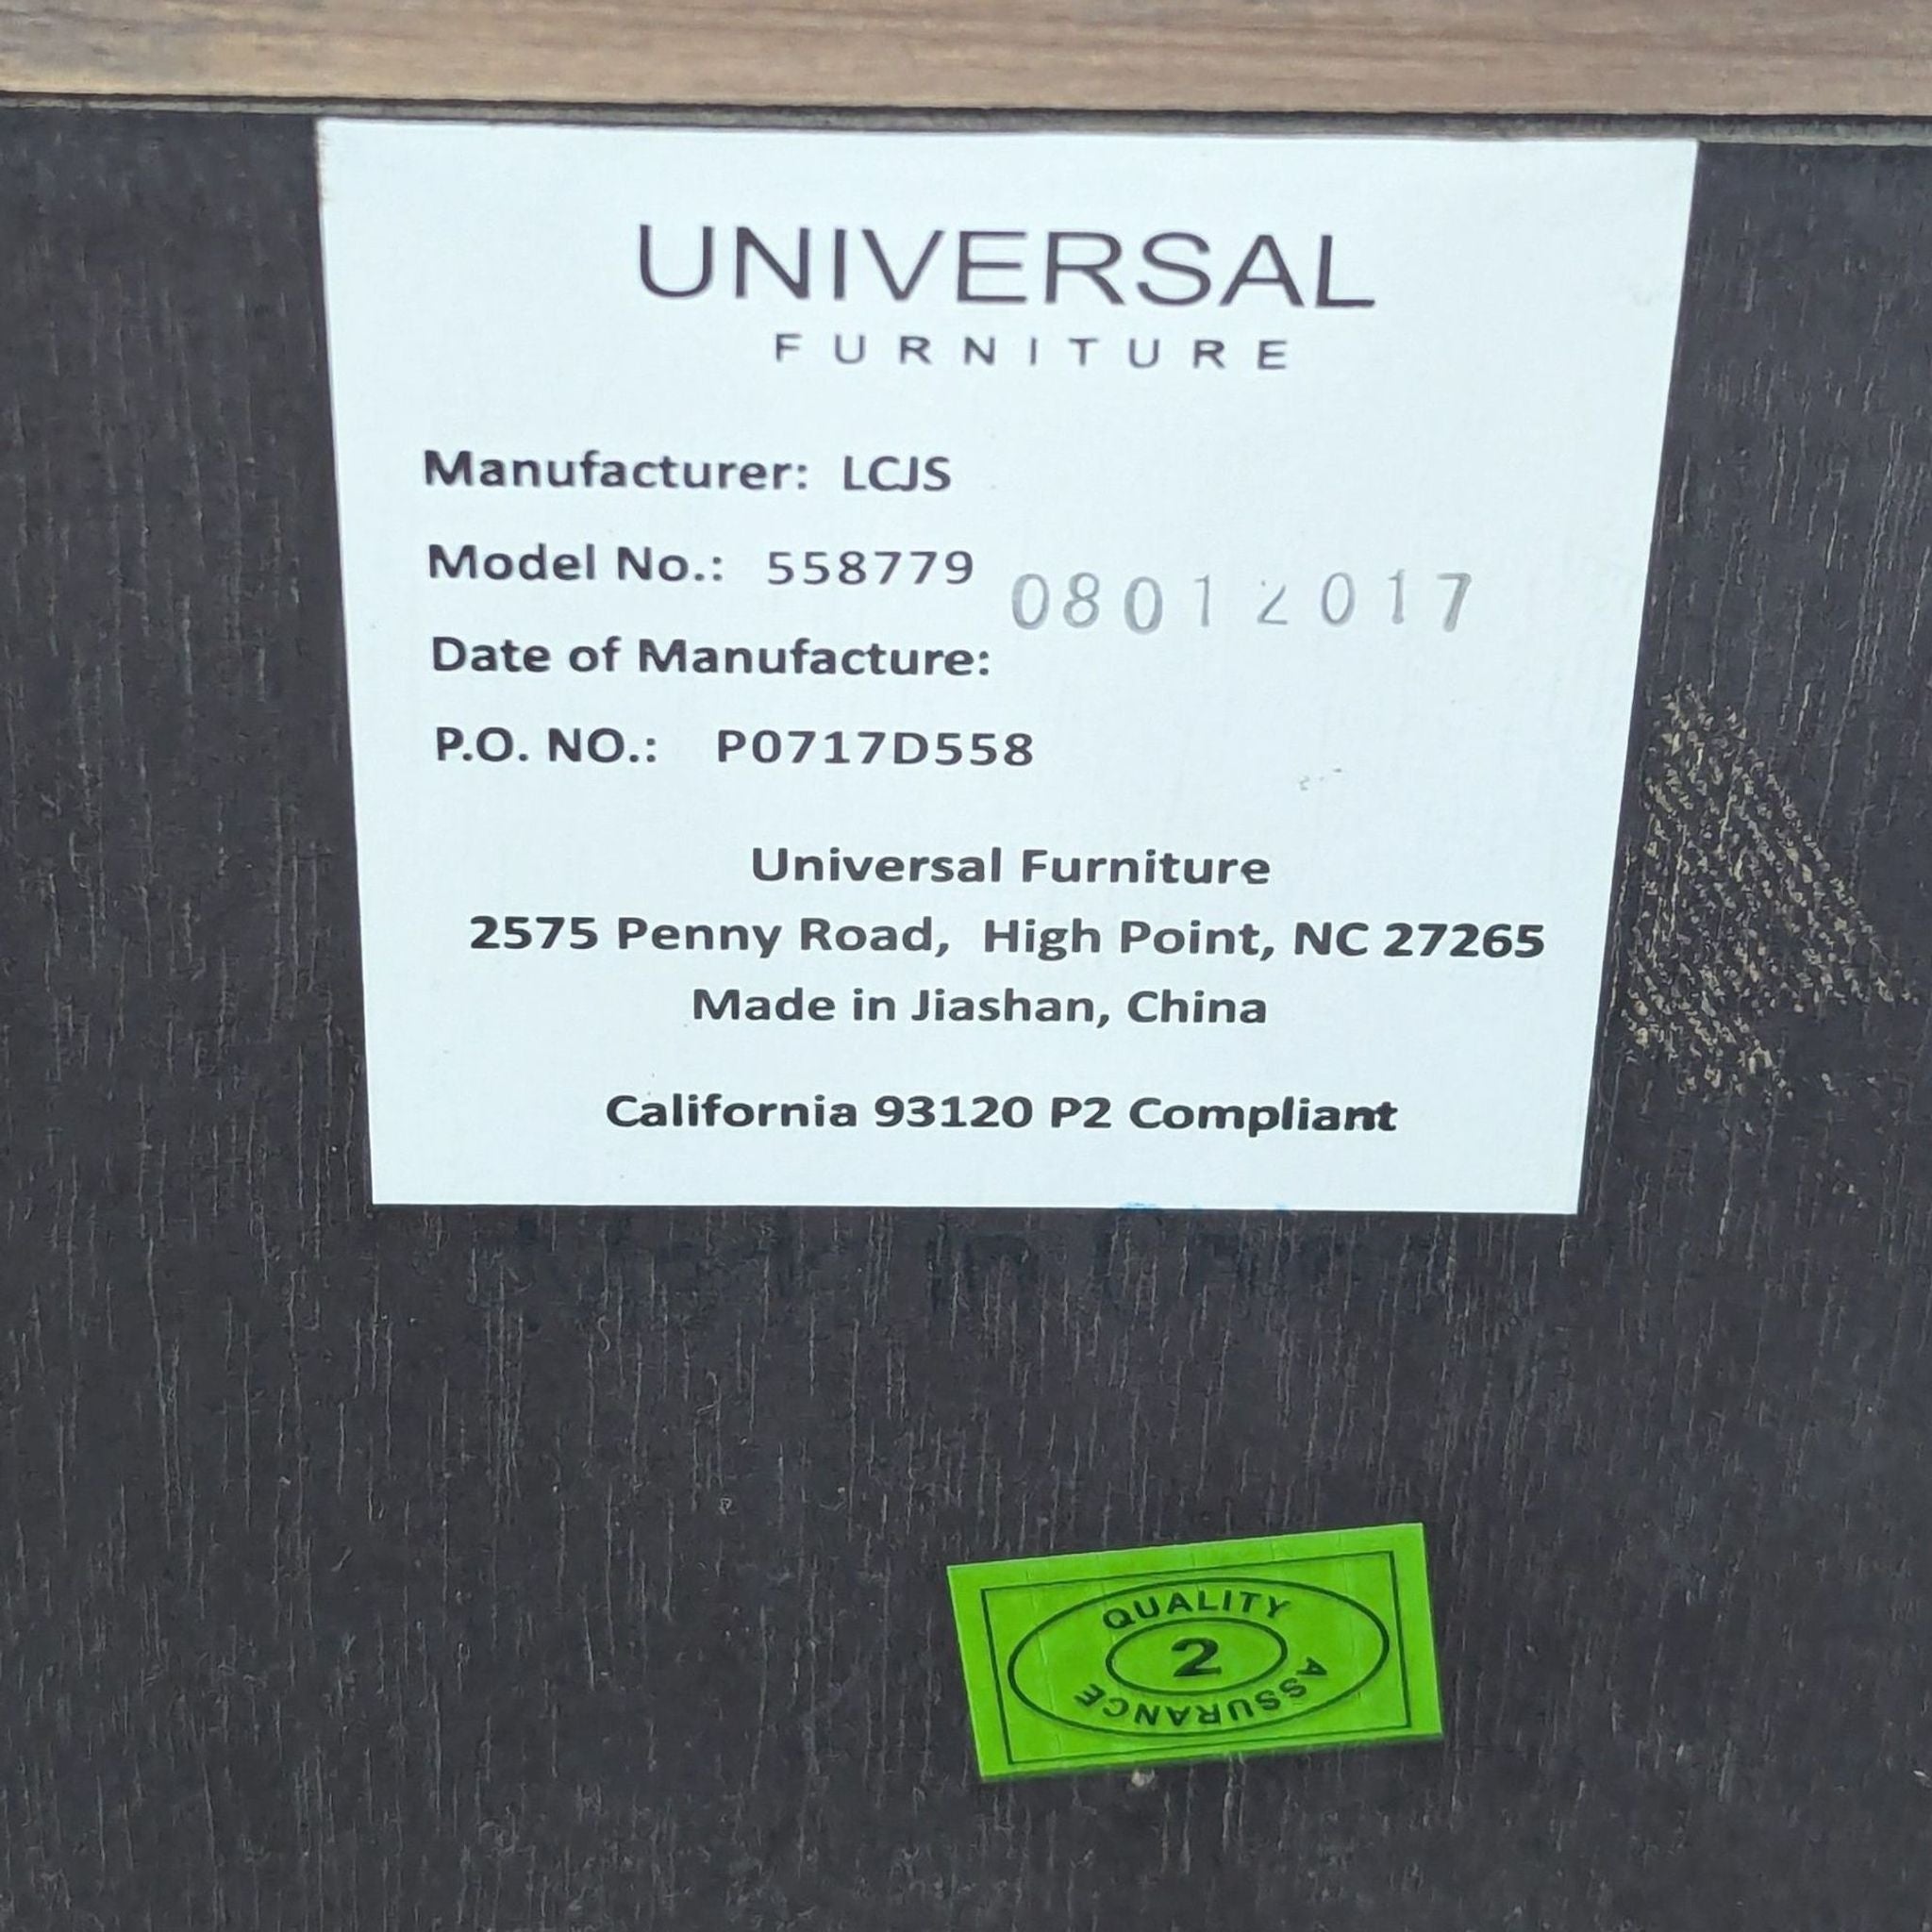 UNIVERSAL
FURNITURE
Manufacturer: LCJS
Model No.: 558779
08012017
Date of Manufacture:
P.O. NO.: P0717D558
Universal Furniture
2575 Penny Road, High Point, NC 27265
Made in Jiashan, China
California 93120 P2 Compliant
QUALITY
2
ASSURANCE